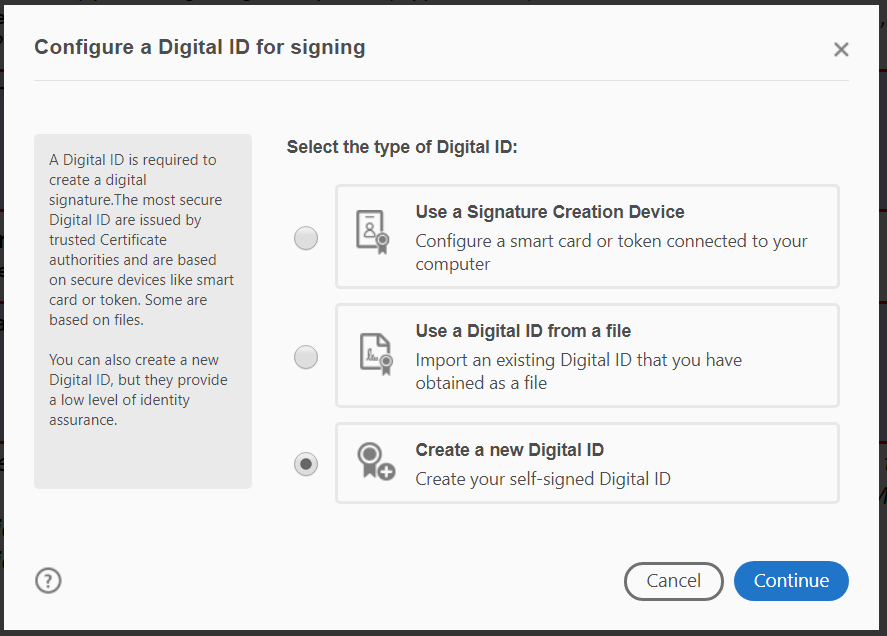 Configure a Digital ID for signing
A Digital ID is required to
create a digital
signature.The most secure
Digital ID are issued by
trusted Certificate
authorities and are based
on secure devices like smart
card or token. Some are
based on files.
You can also create a new
Digital ID, but they provide
a low level of identity
assurance.
Select the type of Digital ID:
Use a Signature Creation Device
Configure a smart card or token connected to your
computer
Use a Digital ID from a file
Import an existing Digital ID that you have
obtained as a file
Create a new Digital ID
Create your self-signed Digital ID
?
Cancel
Continue